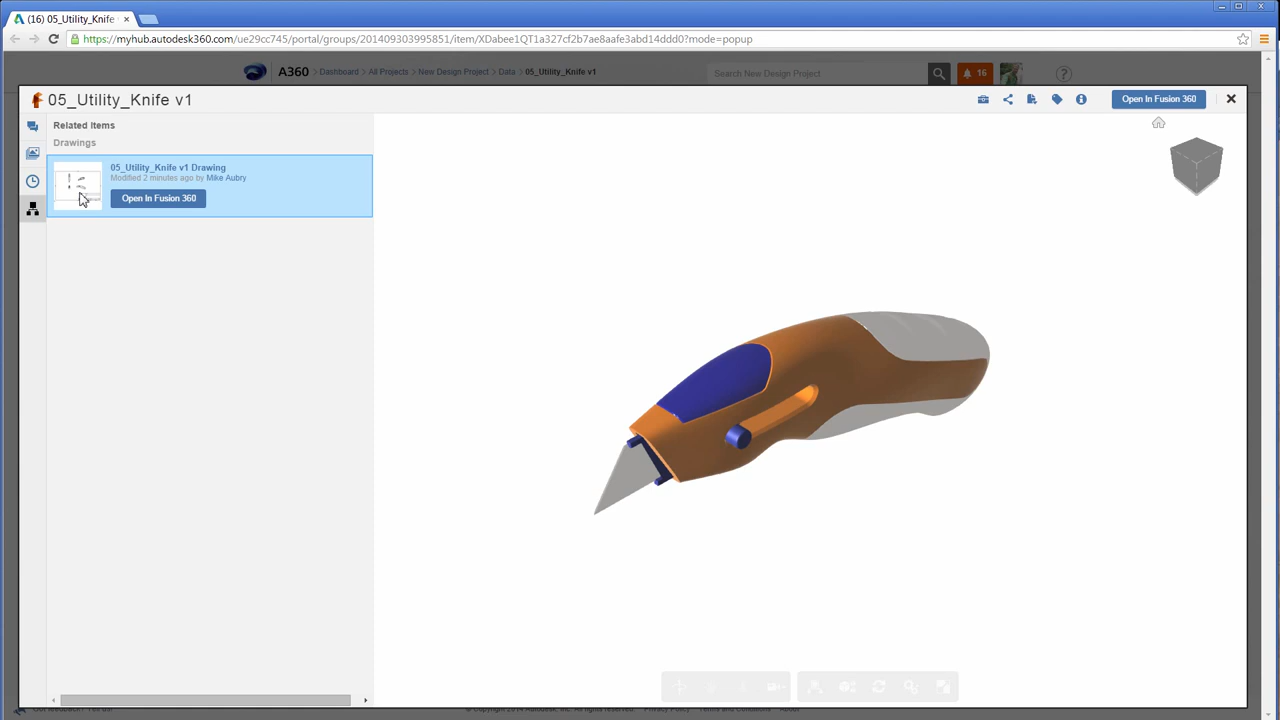 (16) 05_Utility_Knife
https://myhub.autodesk360.com/ue29cc745/portal/groups/201409303995851/item/XDabee1QT1a327cf2b7ae8aafe3abd14ddd0?mode=popup
A360 > Dashboard > All Projects > New Design Project > Data > 05_Utility_Knife v1
Search New Design Project
16
05_Utility_Knife v1
Open In Fusion 360
Related Items
Drawings
05_Utility_Knife v1 Drawing
Modified 2 minutes ago by Mike Aubry
Open In Fusion 360